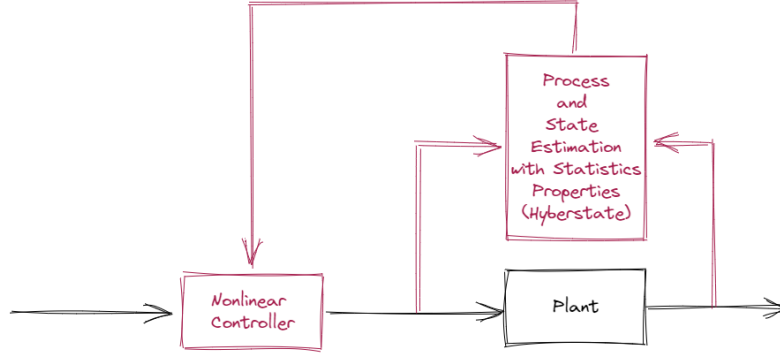 Process
and
State
Estimation
with Statistics
Properties
(Hyberstate)
Nonlinear
Controller
Plant